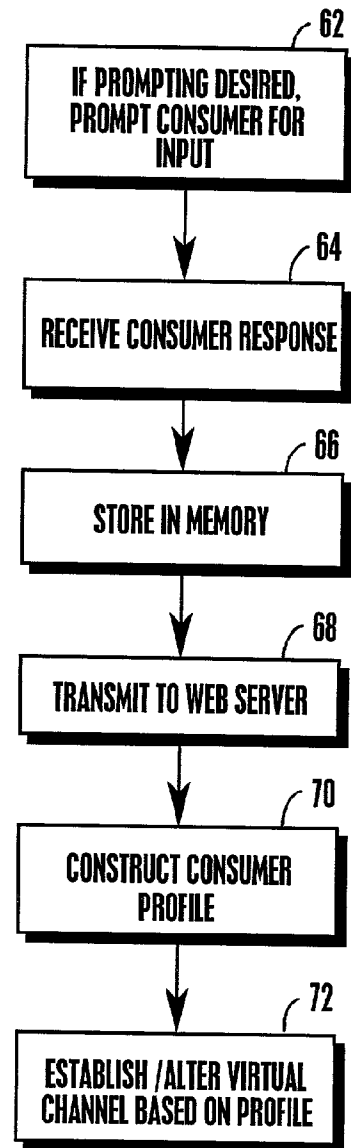 62
IF PROMPTING DESIRED,
PROMPT CONSUMER FOR
INPUT
64
RECEIVE CONSUMER RESPONSE
66
STORE IN MEMORY
68
TRANSMIT TO WEB SERVER
70
CONSTRUCT CONSUMER
PROFILE
72
ESTABLISH /ALTER VIRTUAL
CHANNEL BASED ON PROFILE